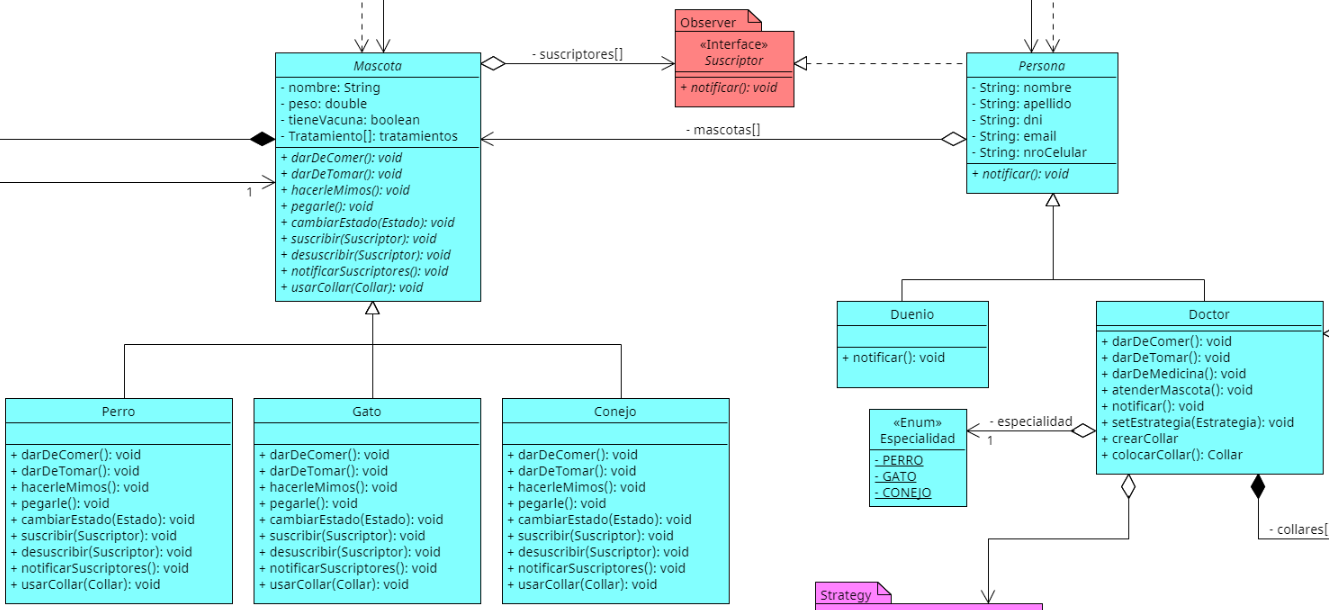 Observer
«Interface»
Suscriptor
+ notificar(): void
- suscriptores[]
Mascota
- nombre: String
- peso: double
- tieneVacuna: boolean
- Tratamiento[]: tratamientos
+ darDeComer(): void
+ darDeTomar(): void
+ hacerleMimos(): void
+ pegarle(): void
+ cambiarEstado(Estado): void
+ suscribir(Suscriptor): void
+ desuscribir(Suscriptor): void
+ notificarSuscriptores(): void
+ usarCollar(Collar): void
1
- mascotas[]
Persona
- String: nombre
- String: apellido
- String: dni
- String: email
- String: nroCelular
+ notificar(): void
Duenio
+ notificar(): void
Doctor
+ darDeComer(): void
+ darDeTomar(): void
+ darDeMedicina(): void
+ atenderMascota(): void
+ notificar(): void
+ setEstrategia(Estrategia): void
+ crearCollar
+ colocarCollar(): Collar
- especialidad
1
«Enum»
Especialidad
- PERRO
- GATO
- CONEJO
Perro
+ darDeComer(): void
+ darDeTomar(): void
+ hacerleMimos(): void
+ pegarle(): void
+ cambiarEstado(Estado): void
+ suscribir(Suscriptor): void
+ desuscribir(Suscriptor): void
+ notificarSuscriptores(): void
+ usarCollar(Collar): void
Gato
+ darDeComer(): void
+ darDeTomar(): void
+ hacerleMimos(): void
+ pegarle(): void
+ cambiarEstado(Estado): void
+ suscribir(Suscriptor): void
+ desuscribir(Suscriptor): void
+ notificarSuscriptores(): void
+ usarCollar(Collar): void
Conejo
+ darDeComer(): void
+ darDeTomar(): void
+ hacerleMimos(): void
+ pegarle(): void
+ cambiarEstado(Estado): void
+ suscribir(Suscriptor): void
+ desuscribir(Suscriptor): void
+ notificarSuscriptores(): void
+ usarCollar(Collar): void
- collares[
Strategy